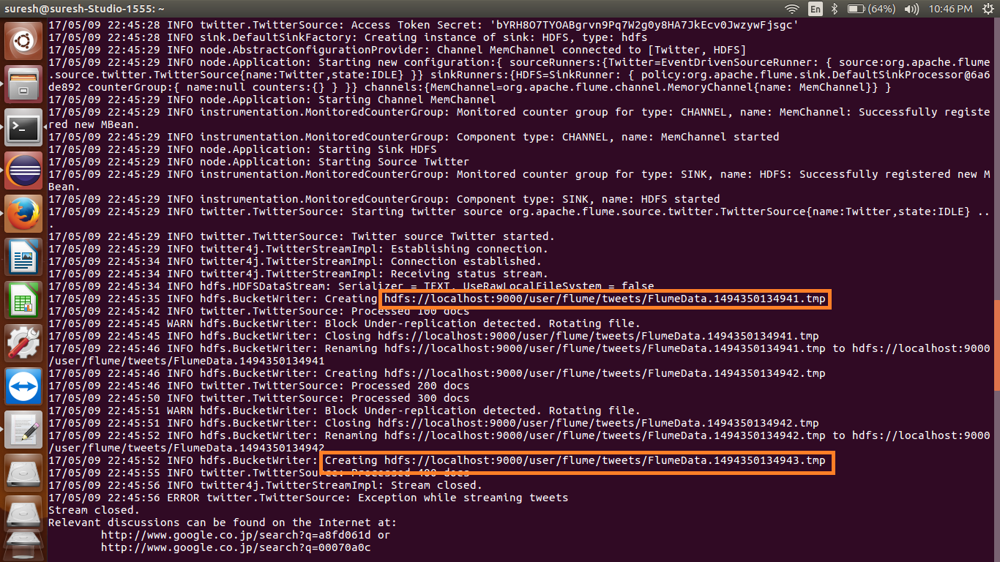 suresh@suresh-Studio-1555: ~
En
(64%)
10:46 PM
17/05/09 22:45:28 INFO twitter.TwitterSource: Access Token Secret: 'bYRH8O7TYOABgrvn9Pq7W2g0y8HA7JkEcv0JwzywFjsgc'
17/05/09 22:45:28 INFO sink.DefaultSinkFactory: Creating instance of sink: HDFS, type: hdfs
17/05/09 22:45:29 INFO node.AbstractConfigurationProvider: Channel MemChannel connected to [Twitter, HDFS]
17/05/09 22:45:29 INFO node.Application: Starting new configuration:{ sourceRunners:{Twitter=EventDrivenSourceRunner: { source:org.apache.flume
.source.twitter.TwitterSource{name:Twitter,state:IDLE} }} sinkRunners:{HDFS=SinkRunner: { policy:org.apache.flume.sink.DefaultSinkProcessor@6a6
de892 counterGroup:{ name:null counters:{} } }} channels:{MemChannel=org.apache.flume.channel.MemoryChannel{name: MemChannel}} }
17/05/09 22:45:29 INFO node.Application: Starting Channel MemChannel
17/05/09 22:45:29 INFO instrumentation.MonitoredCounterGroup: Monitored counter group for type: CHANNEL, name: MemChannel: Successfully registe
red new MBean.
17/05/09 22:45:29 INFO instrumentation.MonitoredCounterGroup: Component type: CHANNEL, name: MemChannel started
17/05/09 22:45:29 INFO node.Application: Starting Sink HDFS
17/05/09 22:45:29 INFO node.Application: Starting Source Twitter
17/05/09 22:45:29 INFO instrumentation.MonitoredCounterGroup: Monitored counter group for type: SINK, name: HDFS: Successfully registered new M
Bean.
17/05/09 22:45:29 INFO instrumentation.MonitoredCounterGroup: Component type: SINK, name: HDFS started
17/05/09 22:45:29 INFO twitter.TwitterSource: Starting twitter source org.apache.flume.source.twitter.TwitterSource{name:Twitter,state:IDLE} ..
.
17/05/09 22:45:29 INFO twitter.TwitterSource: Twitter source Twitter started.
17/05/09 22:45:29 INFO twitter4j.TwitterStreamImpl: Establishing connection.
17/05/09 22:45:34 INFO twitter4j.TwitterStreamImpl: Connection established.
17/05/09 22:45:34 INFO twitter4j.TwitterStreamImpl: Receiving status stream.
17/05/09 22:45:34 INFO hdfs.HDFSDataStream: Serializer = TEXT, UseRawLocalFileSystem = false
17/05/09 22:45:35 INFO hdfs.BucketWriter: Creating hdfs://localhost:9000/user/flume/tweets/FlumeData.1494350134941.tmp
17/05/09 22:45:42 INFO twitter.TwitterSource: Processed 100 docs
17/05/09 22:45:45 WARN hdfs.BucketWriter: Block Under-replication detected. Rotating file.
17/05/09 22:45:45 INFO hdfs.BucketWriter: Closing hdfs://localhost:9000/user/flume/tweets/FlumeData.1494350134941.tmp
17/05/09 22:45:46 INFO hdfs.BucketWriter: Renaming hdfs://localhost:9000/user/flume/tweets/FlumeData.1494350134941.tmp to hdfs://localhost:9000
/user/flume/tweets/FlumeData.1494350134941
17/05/09 22:45:46 INFO hdfs.BucketWriter: Creating hdfs://localhost:9000/user/flume/tweets/FlumeData.1494350134942.tmp
17/05/09 22:45:46 INFO twitter.TwitterSource: Processed 200 docs
17/05/09 22:45:50 INFO twitter.TwitterSource: Processed 300 docs
17/05/09 22:45:51 WARN hdfs.BucketWriter: Block Under-replication detected. Rotating file.
17/05/09 22:45:51 INFO hdfs.BucketWriter: Closing hdfs://localhost:9000/user/flume/tweets/FlumeData.1494350134942.tmp
17/05/09 22:45:52 INFO hdfs.BucketWriter: Renaming hdfs://localhost:9000/user/flume/tweets/FlumeData.1494350134942.tmp to hdfs://localhost:9000
/user/flume/tweets/FlumeData.1494350134942
17/05/09 22:45:52 INFO hdfs.BucketWriter: Creating hdfs://localhost:9000/user/flume/tweets/FlumeData.1494350134943.tmp
17/05/09 22:45:55 INFO twitter.TwitterSource: Processed 400 docs
17/05/09 22:45:56 INFO twitter4j.TwitterStreamImpl: Stream closed.
17/05/09 22:45:56 ERROR twitter.TwitterSource: Exception while streaming tweets
Stream closed.
Relevant discussions can be found on the Internet at:
http://www.google.co.jp/search?q=a8fd061d or
http://www.google.co.jp/search?q=00070a0c